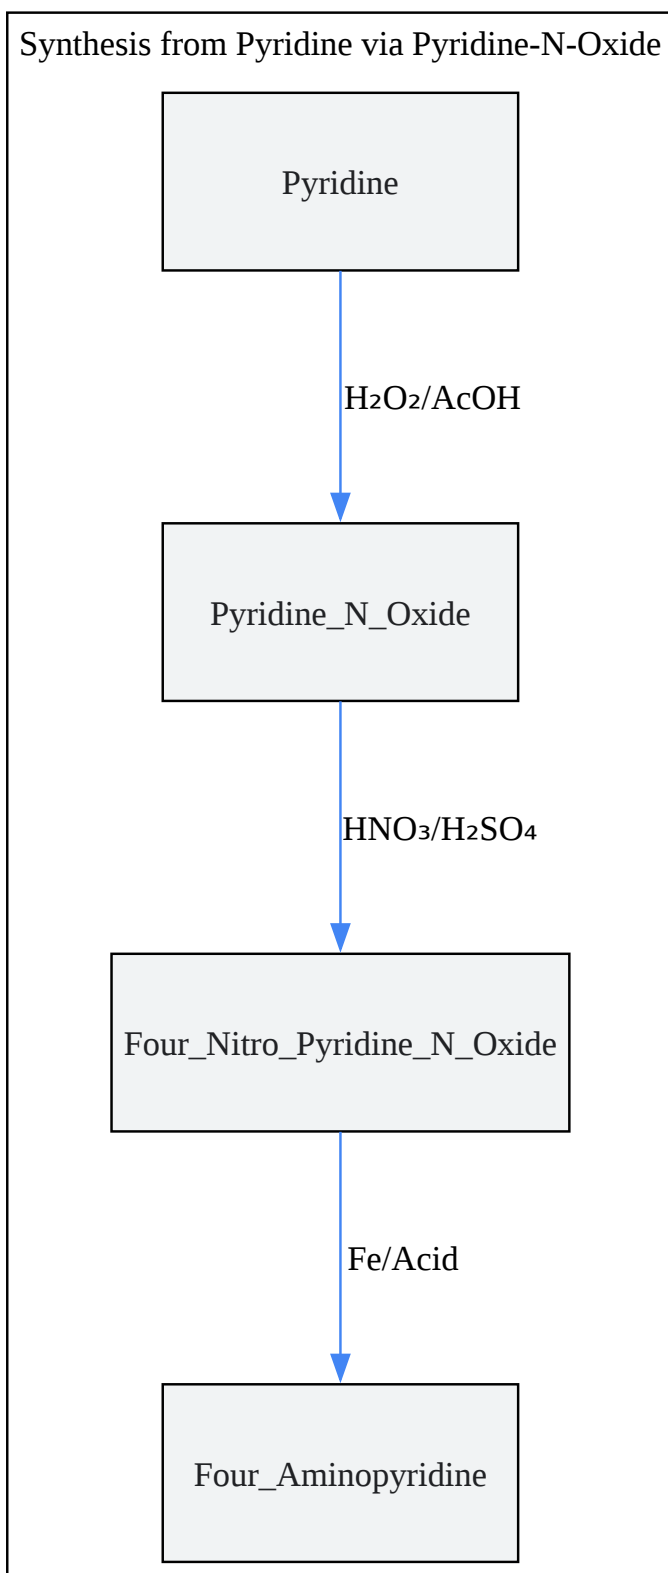 Synthesis from Pyridine via Pyridine-N-Oxide
Pyridine
H₂O₂/AcOH
Pyridine_N_Oxide
HNO₃/H₂SO₄
Four_Nitro_Pyridine_N_Oxide
Fe/Acid
Four_Aminopyridine